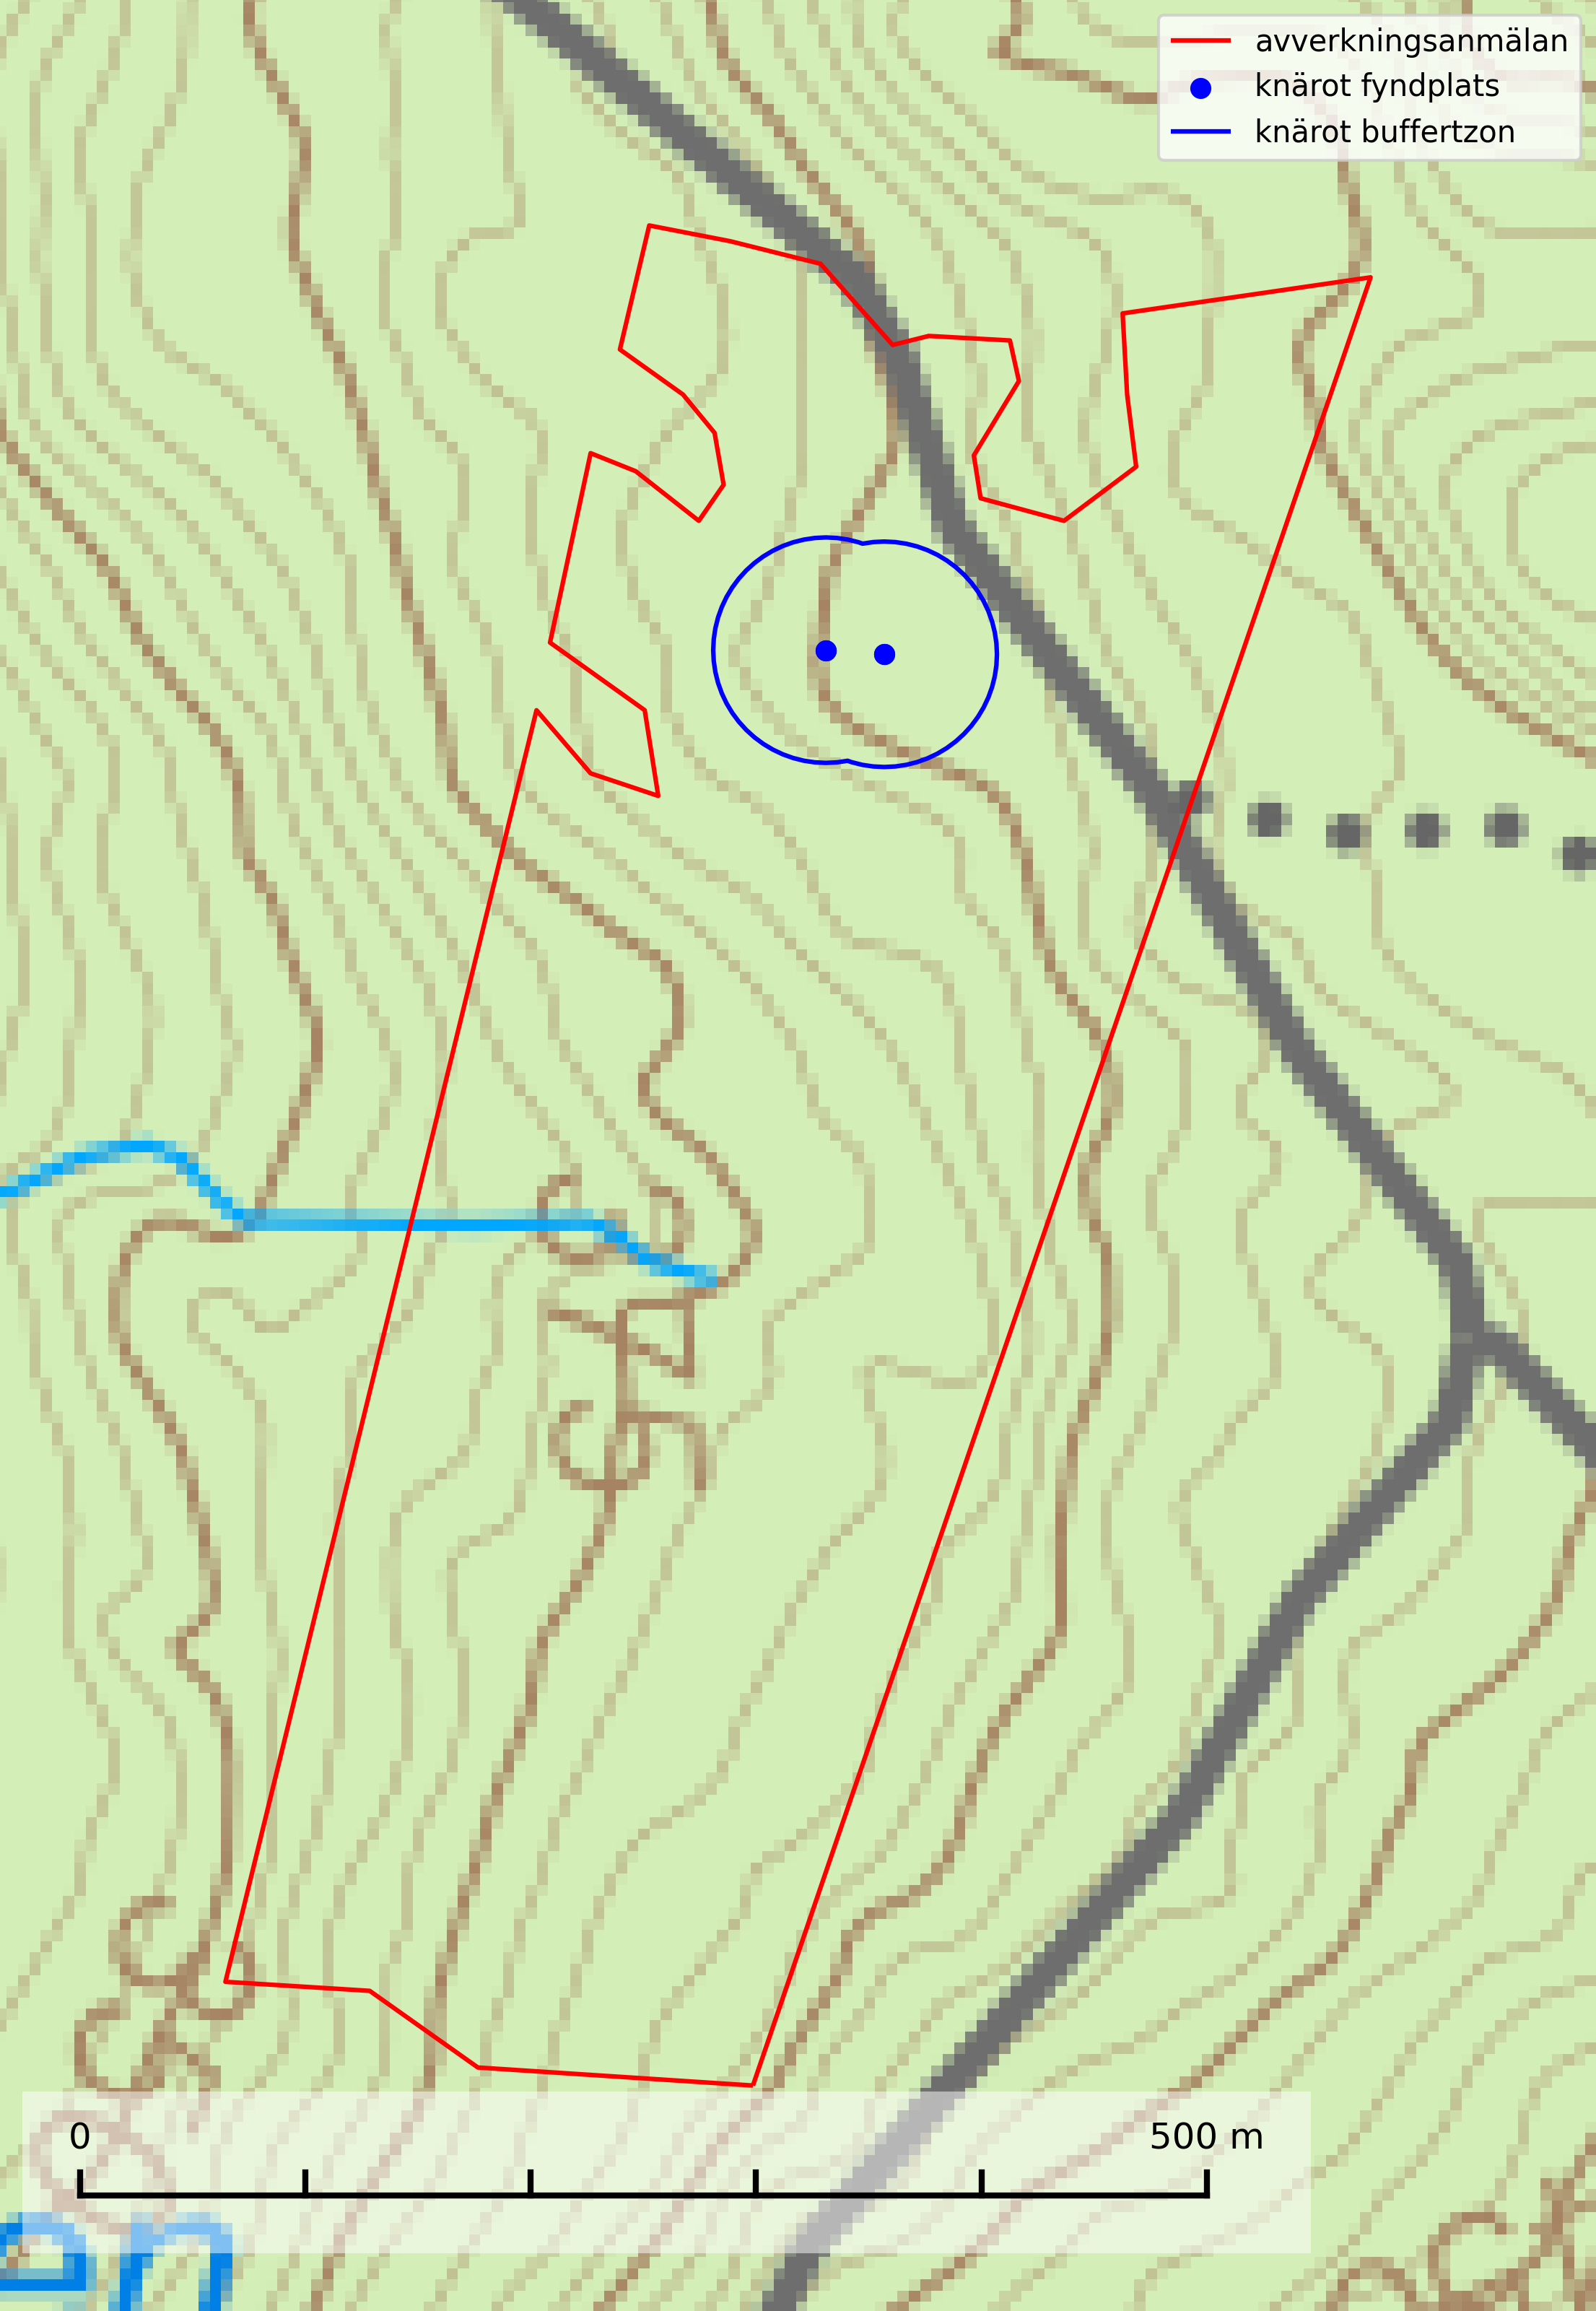 avverkningsanmälan
knärot fyndplats
knärot buffertzon
0 500 m